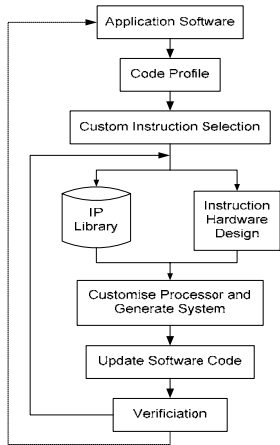 Application Software
Code Profile
Custom Instruction Selection
IP
Library
Instruction
Hardware
Design
Customise Processor and
Generate System
Update Software Code
Verificiation